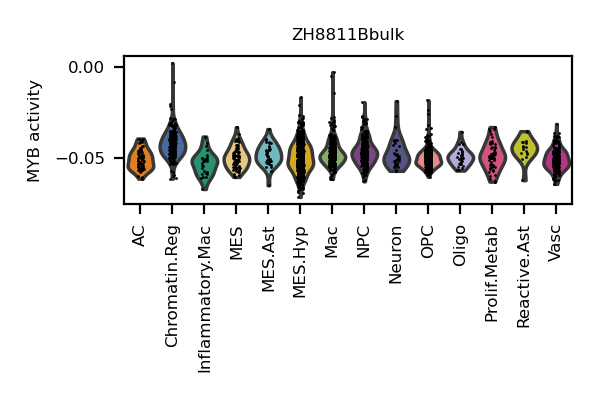 ZH8811Bbulk
MYB activity
0.00
−0.05
AC
Chromatin.Reg
Inflammatory.Mac
MES
MES.Ast
MES.Hyp
Mac
NPC
Neuron
OPC
Oligo
Prolif.Metab
Reactive.Ast
Vasc